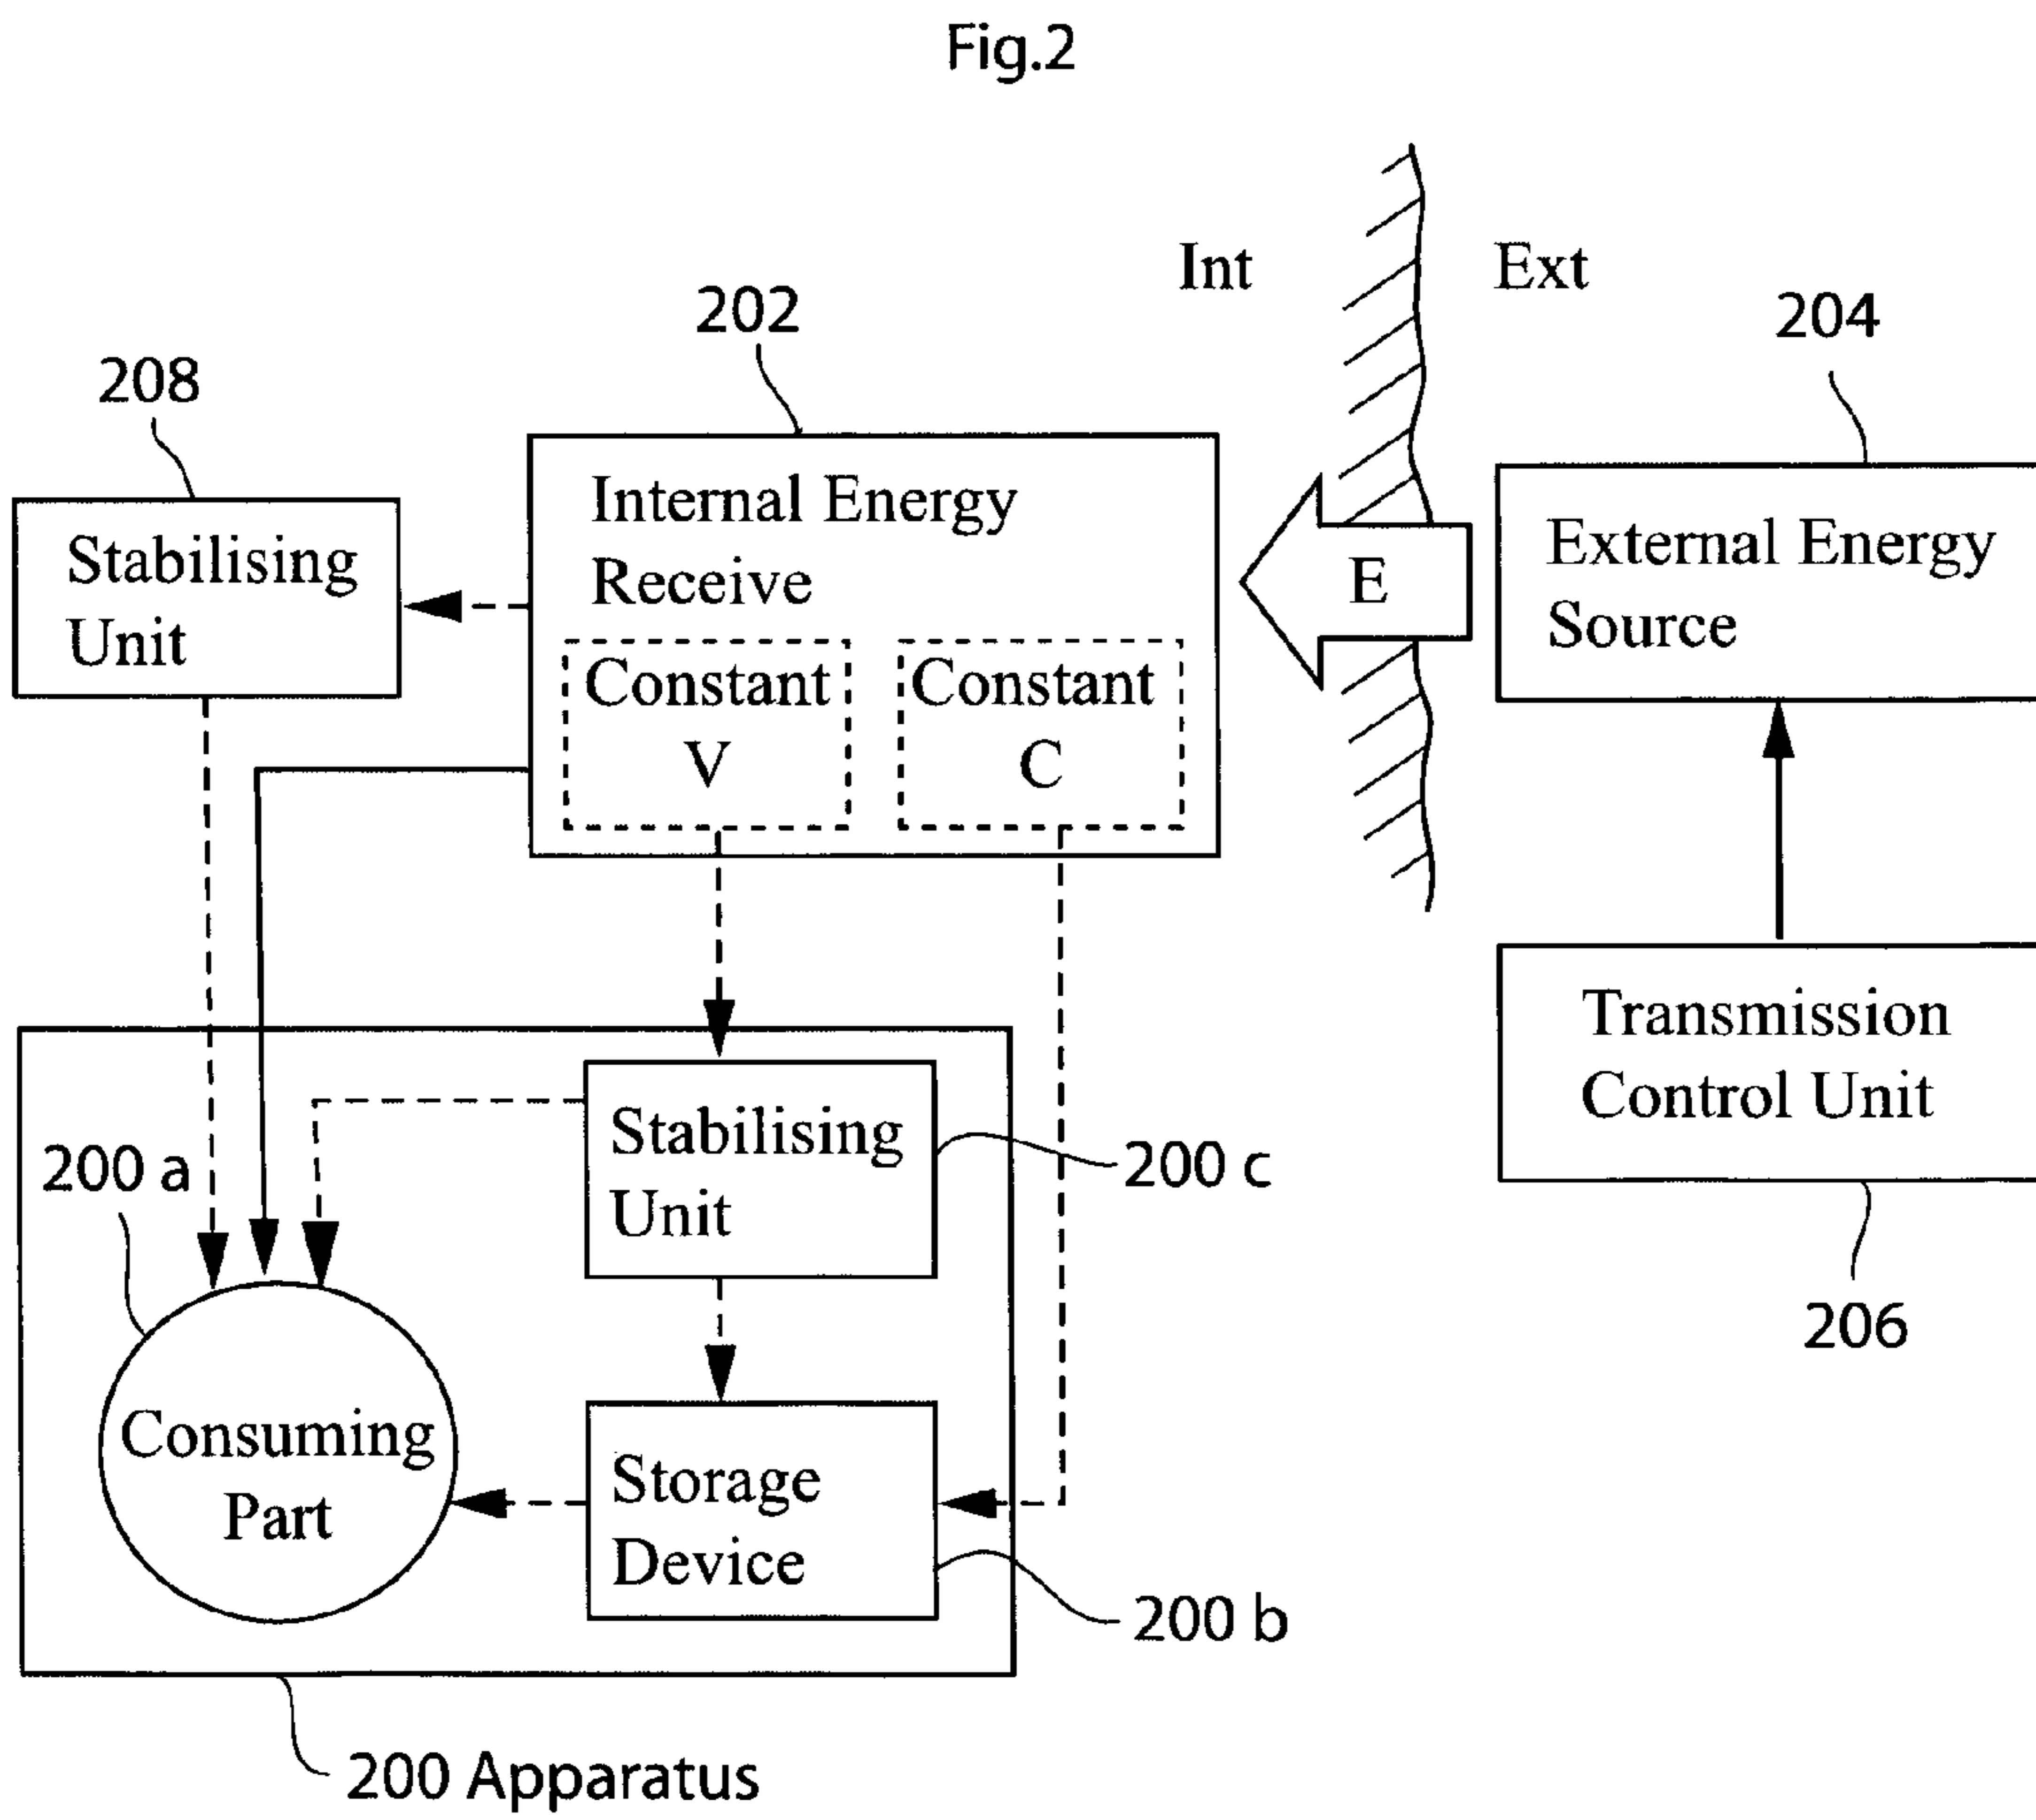 Fig.2
Int
Ext
202
204
208
Internal Energy
Receive
Stabilising
Unit
E
External Energy
Source
Constant
V
Constant
C
Transmission
Control Unit
200 a
Stabilising
Unit
200 c
206
Consuming
Part
Storage
Device
200 b
200 Apparatus